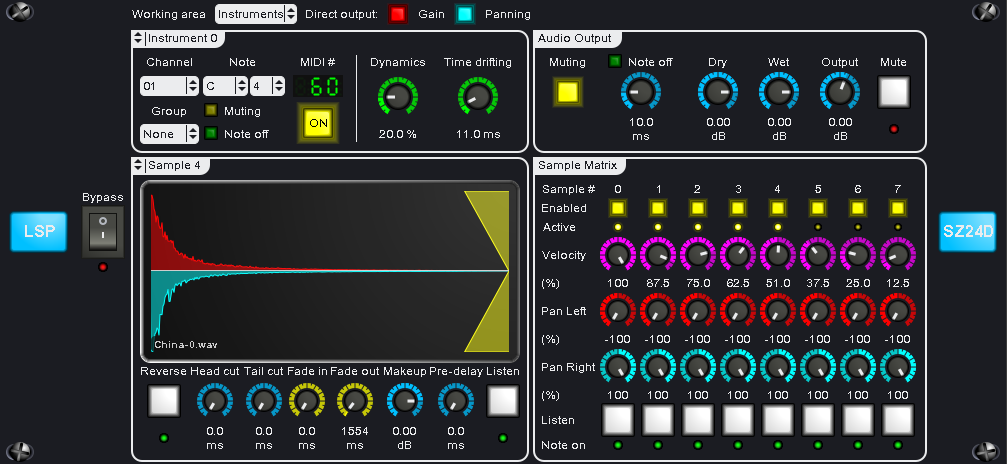 Working area Instruments Direct output: Gain Panning
Instrument 0
Channel Note MIDI #
01 C 4 60
Group Muting
None Note off
ON
Dynamics Time drifting
20.0 % 11.0 ms
Audio Output
Muting Note off Dry Wet Output Mute
10.0 0.00 0.00 0.00
ms dB dB dB
Bypass
LSP
Sample 4
China-0.wav
Reverse Head cut Tail cut Fade in Fade out Makeup Pre-delay Listen
0.0 0.0 0.0 1554 0.00 0.0
ms ms ms ms dB ms
Sample Matrix
Sample # 0 1 2 3 4 5 6 7
Enabled
Active
Velocity
(%) 100 87.5 75.0 62.5 51.0 37.5 25.0 12.5
Pan Left
(%) -100 -100 -100 -100 -100 -100 -100 -100
Pan Right
(%) 100 100 100 100 100 100 100 100
Listen
Note on
SZ24D